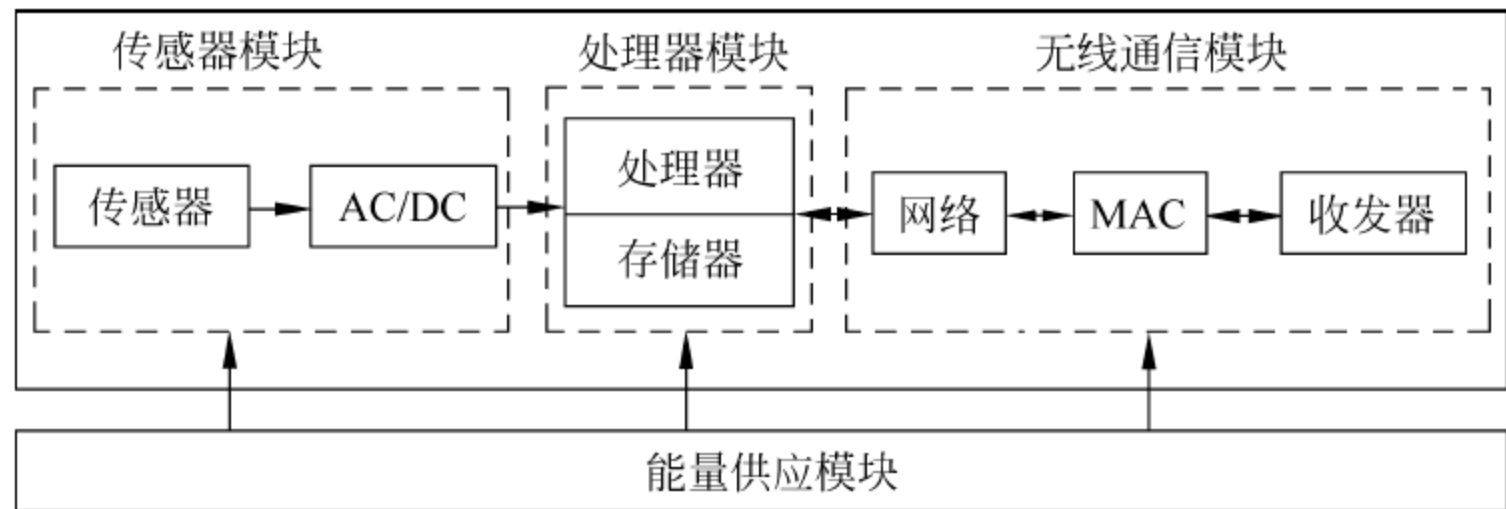 传感器模块
处理器模块
无线通信模块
传感器
AC/DC
处理器
存储器
网络
MAC
收发器
能量供应模块